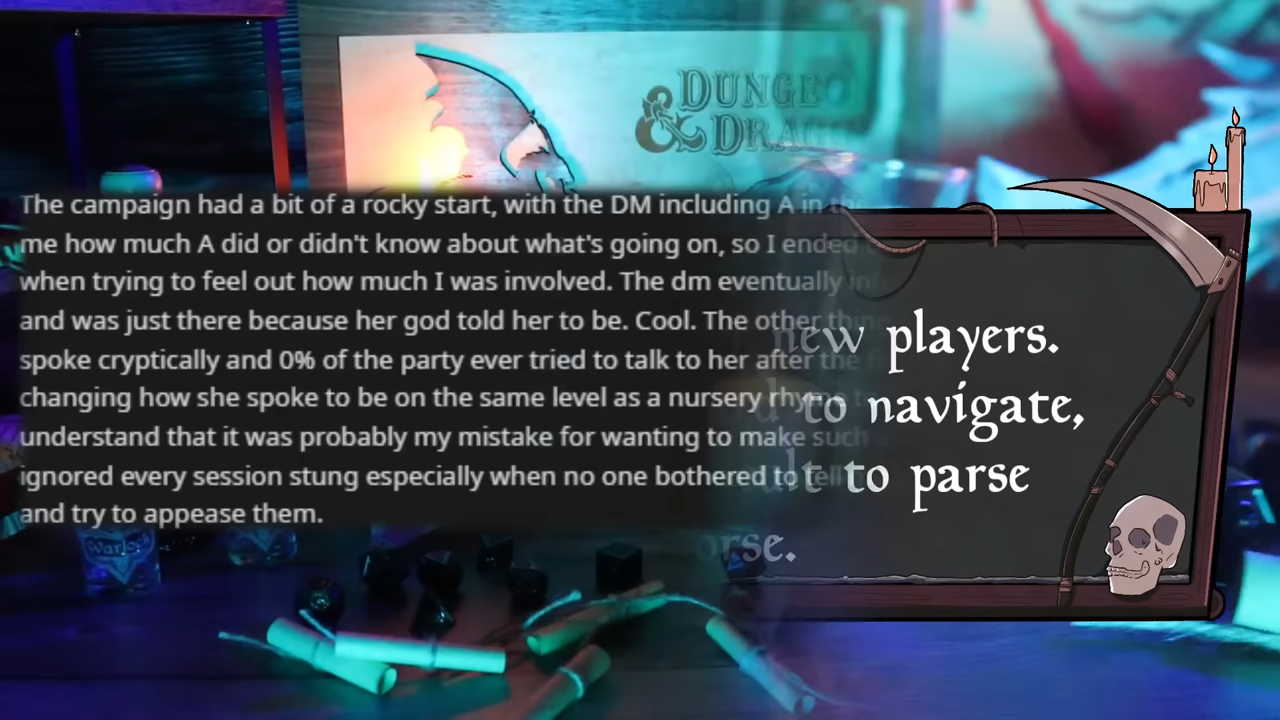 DUNGEO
& DRAG
The campaign had a bit of a rocky start, with the DM including A in the
me how much A did or didn't know about what's going on, so I ended
when trying to feel out how much I was involved. The dm eventually
and was just there because her god told her to be. Cool. The other thing
spoke cryptically and 0% of the party ever tried to talk to her after the
changing how she spoke to be on the same level as a nursery rhyme
understand that it was probably my mistake for wanting to make such
ignored every session stung especially when no one bothered to tell
and try to appease them.
new players.
to navigate,
to parse
orse.
Warlock